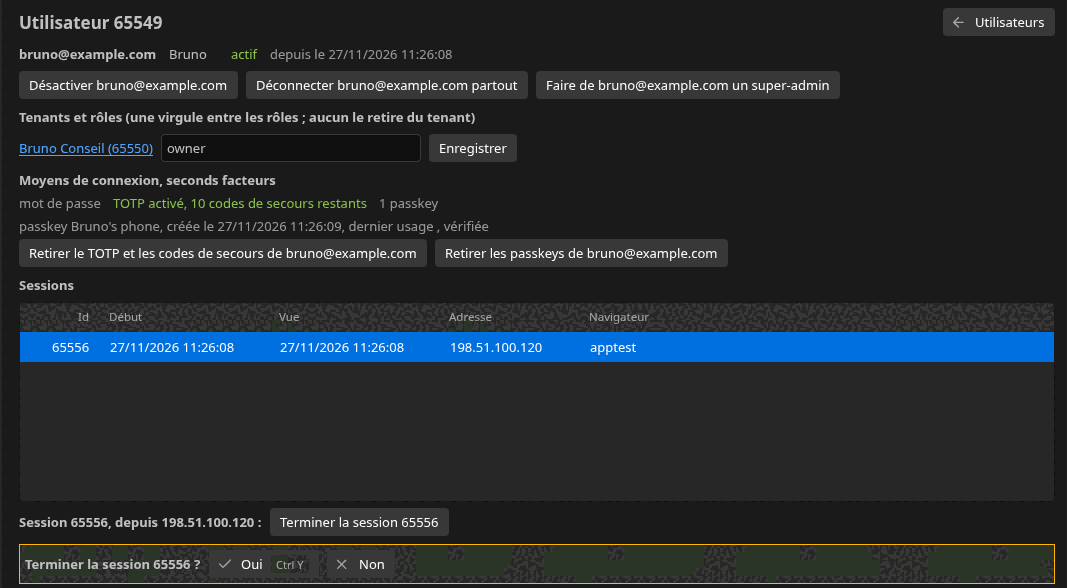 Utilisateur 65549
Utilisateurs
bruno@example.com Bruno actif depuis le 27/11/2026 11:26:08
Désactiver bruno@example.com Déconnecter bruno@example.com partout Faire de bruno@example.com un super-admin
Tenants et rôles (une virgule entre les rôles ; aucun le retire du tenant)
Bruno Conseil (65550) owner Enregistrer
Moyens de connexion, seconds facteurs
mot de passe TOTP activé, 10 codes de secours restants 1 passkey
passkey Bruno's phone, créée le 27/11/2026 11:26:09, dernier usage , vérifiée
Retirer le TOTP et les codes de secours de bruno@example.com Retirer les passkeys de bruno@example.com
Sessions
Id Début Vue Adresse Navigateur
65556 27/11/2026 11:26:08 27/11/2026 11:26:08 198.51.100.120 apptest
Session 65556, depuis 198.51.100.120 : Terminer la session 65556
Terminer la session 65556 ? Oui Ctrl Y Non